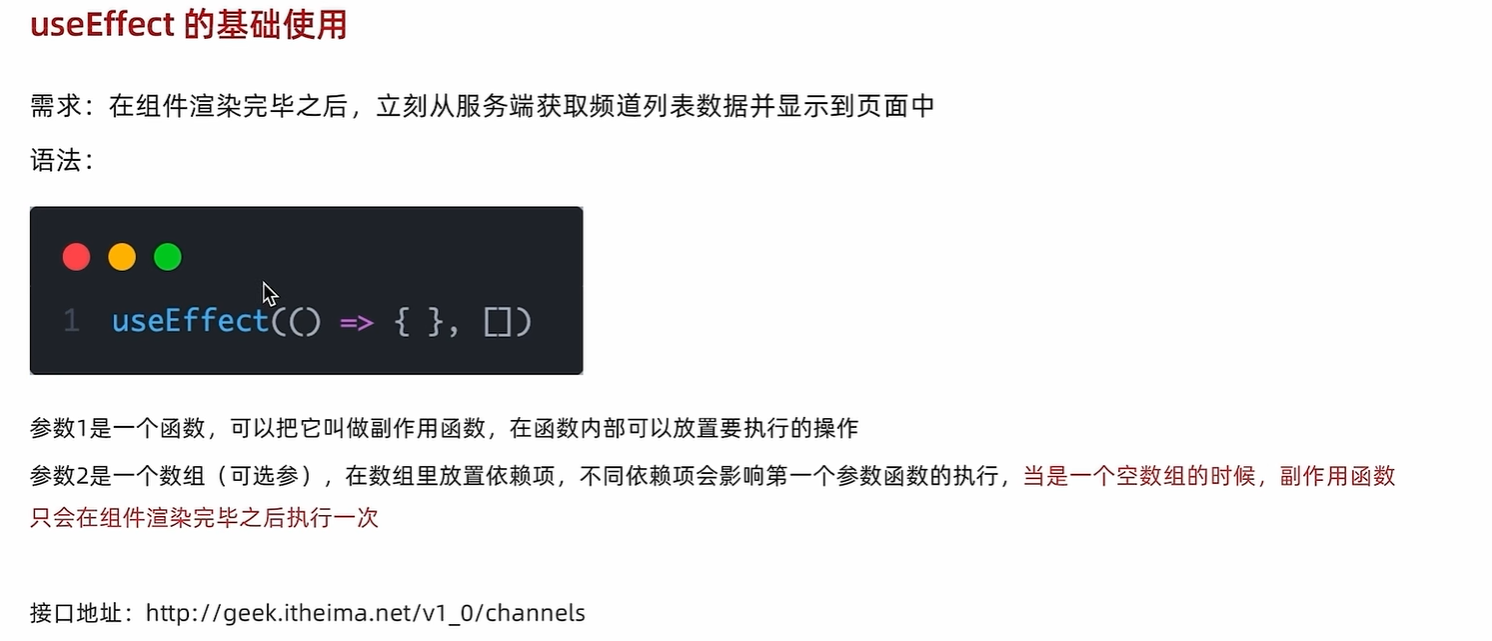 useEffect 的基础使用
需求：在组件渲染完毕之后，立刻从服务端获取频道列表数据并显示到页面中
语法：
1 useEffect(() => { }, [])
参数1是一个函数，可以把它叫做副作用函数，在函数内部可以放置要执行的操作
参数2是一个数组（可选参），在数组里放置依赖项，不同依赖项会影响第一个参数函数的执行，当是一个空数组的时候，副作用函数
只会在组件渲染完毕之后执行一次
接口地址：http://geek.itheima.net/v1_0/channels